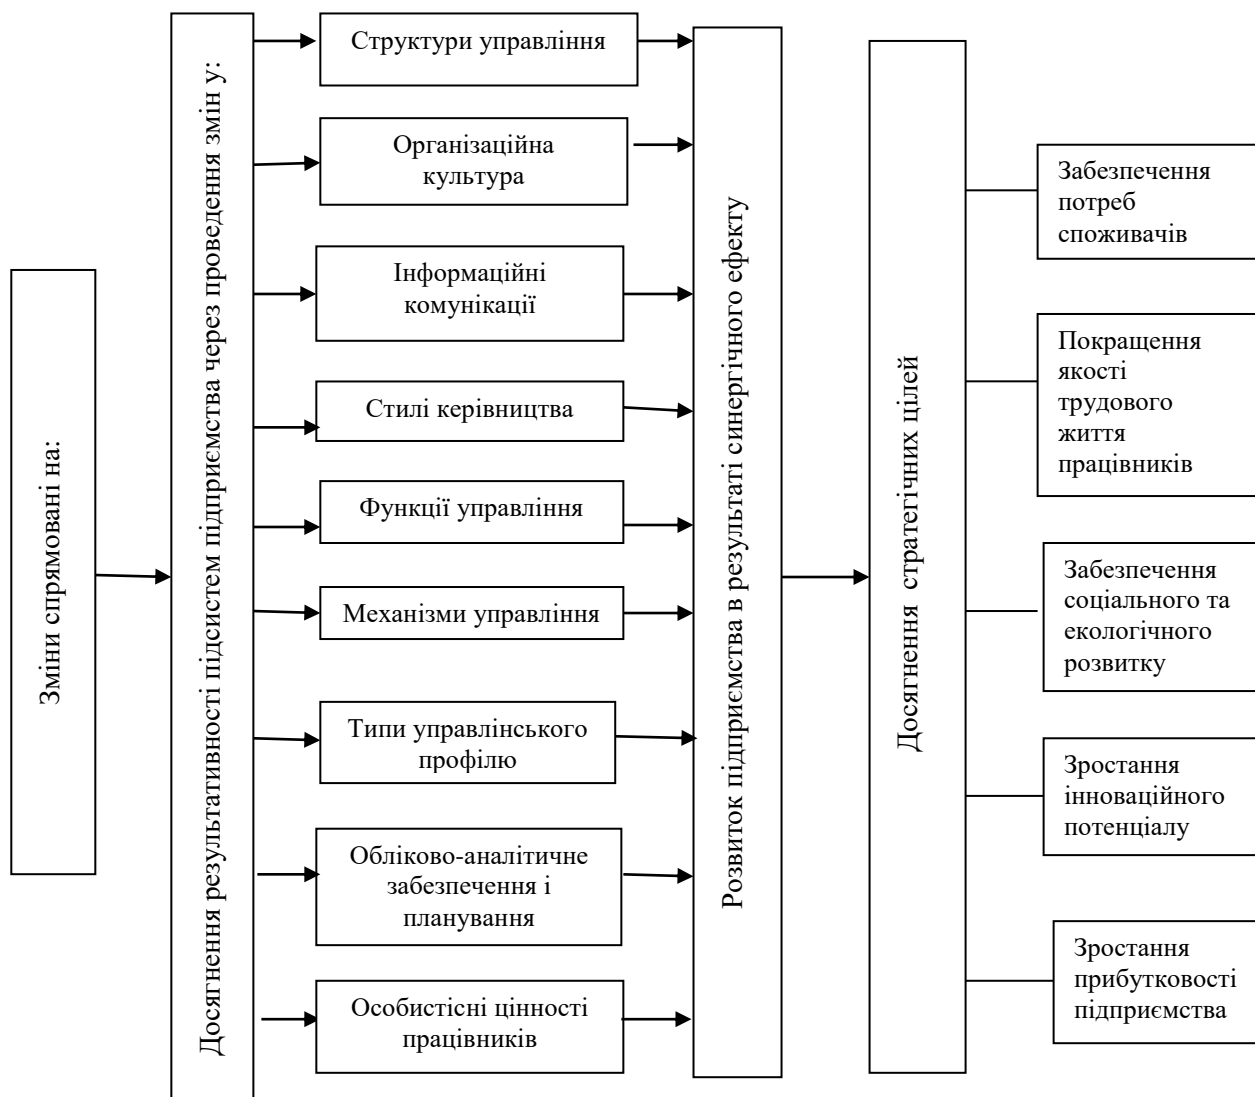 Зміни спрямовані на:
Досягнення результативності підсистем підприємства через проведення змін у:
Структури управління
Організаційна
культура
Інформаційні
комунікації
Стилі керівництва
Функції управління
Механізми управління
Типи управлінського
профілю
Обліково-аналітичне
забезпечення і
планування
Особистісні цінності
працівників
Розвиток підприємства в результаті синергічного ефекту
Досягнення стратегічних цілей
Забезпечення
потреб
споживачів
Покращення
якості
трудового
життя
працівників
Забезпечення
соціального та
екологічного
розвитку
Зростання
інноваційного
потенціалу
Зростання
прибутковості
підприємства